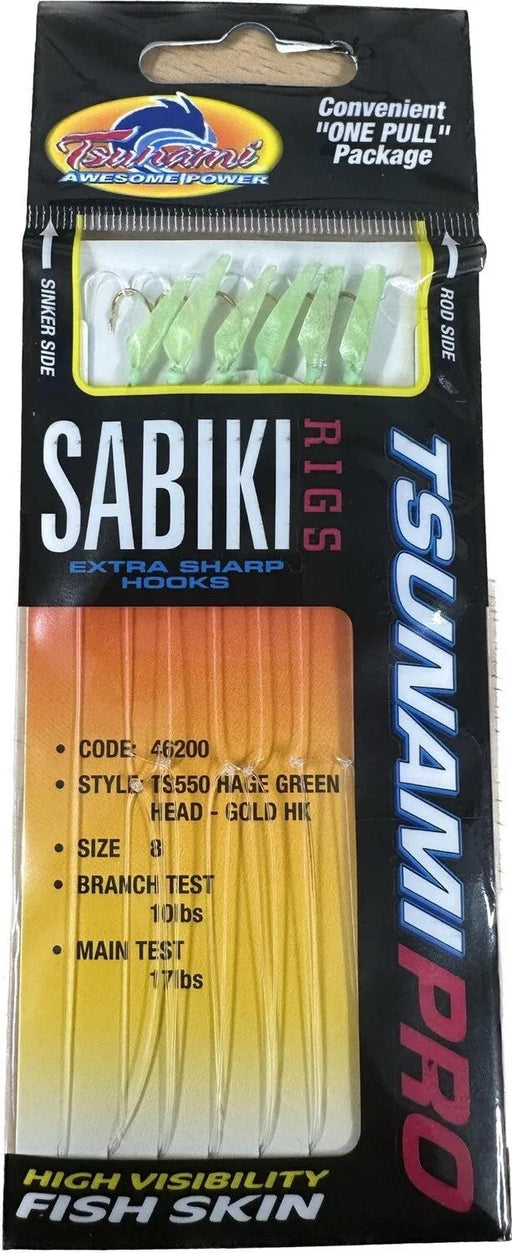 Tsunami
AWESOME POWER
Convenient
"ONE PULL"
Package
SINKER SIDE
ROD SIDE
SABIKI
RIGS
EXTRA SHARP
HOOKS
TSUNAMI PRO
• CODE: 46200
• STYLE: TS550 HAGE GREEN
HEAD - GOLD HK
• SIZE 8
• BRANCH TEST
10lbs
• MAIN TEST
17lbs
HIGH VISIBILITY
FISH SKIN